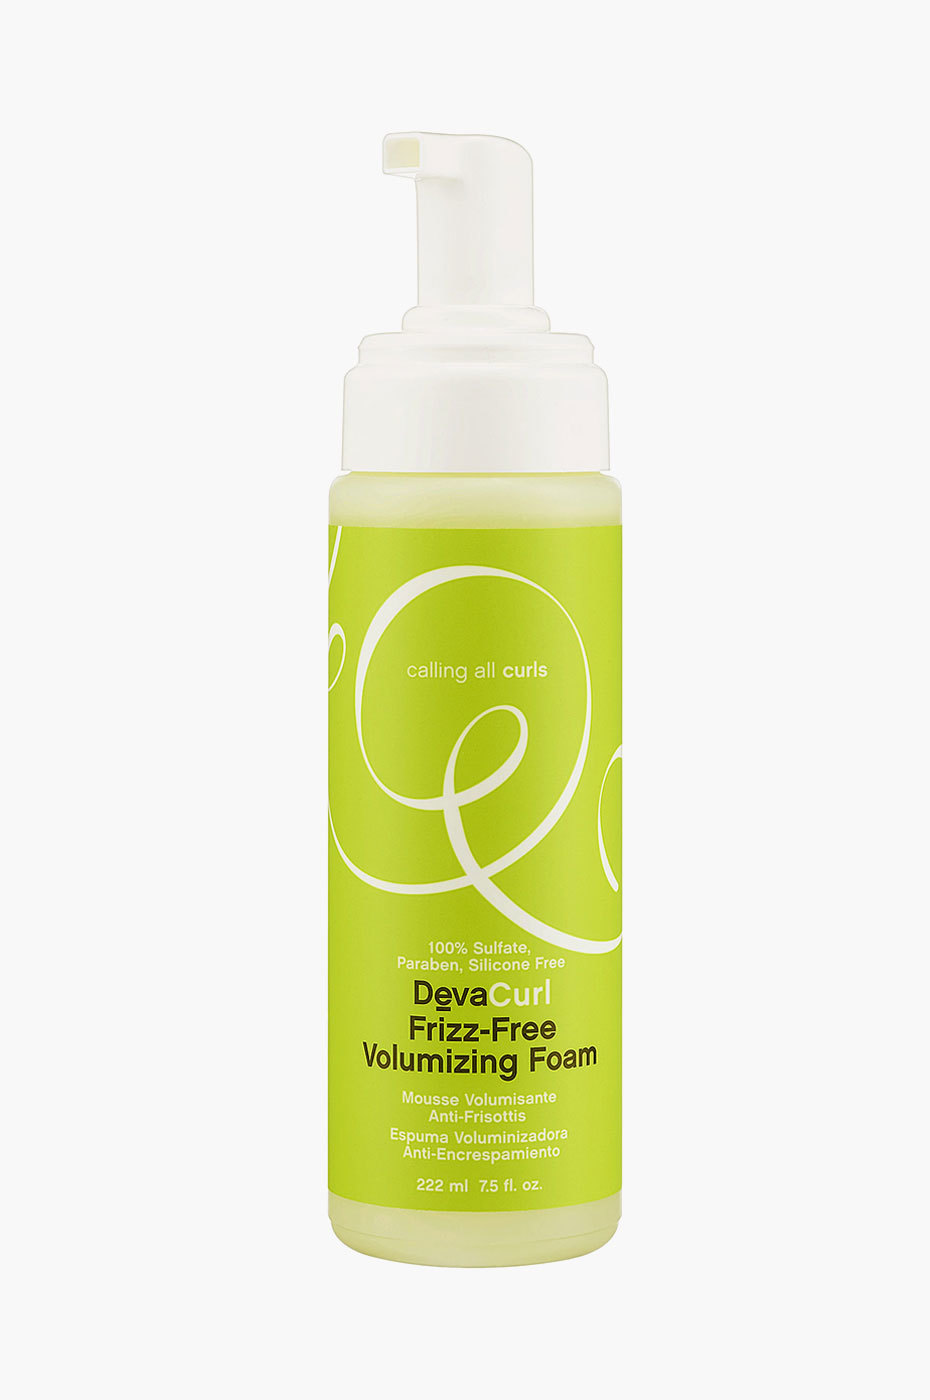 calling all curls
100% Sulfate,
Paraben, Silicone Free
DevaCurl
Frizz-Free
Volumizing Foam
Mousse Volumisante
Anti-Frisottis
Espuma Voluminizadora
Anti-Encrespamiento
222 ml 7.5 fl. oz.